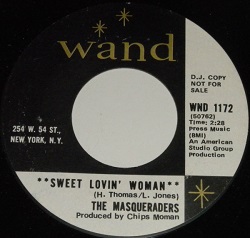 wand
D.J. COPY
NOT FOR
SALE
WND 1172
(60762)
Time: 2:28
Press Music
(BMI)
An American
Studio Group
Production
254 W. 54 ST.,
NEW YORK, N.Y.
**SWEET LOVIN' WOMAN**
(H. Thomas/L. Jones)
THE MASQUERADERS
Produced by Chips Moman